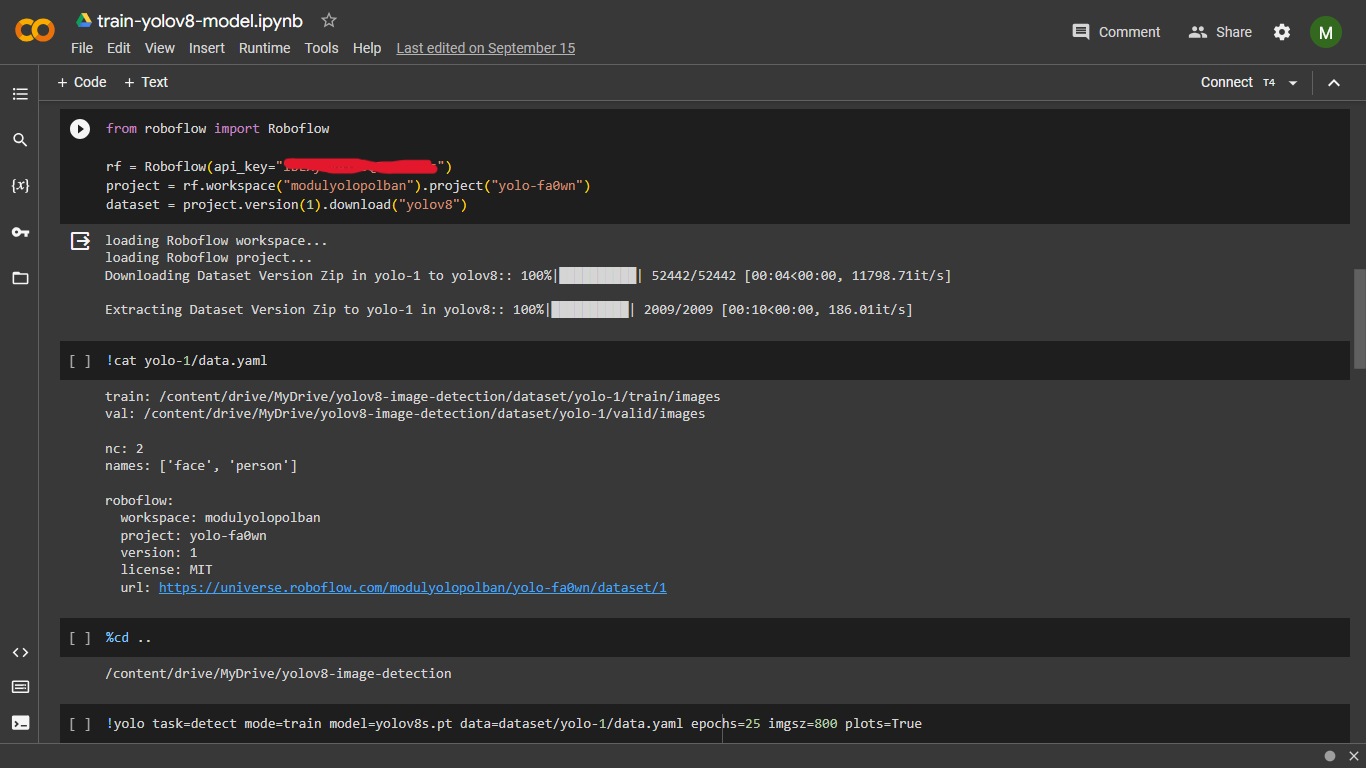 train-yolov8-model.ipynb
File Edit View Insert Runtime Tools Help Last edited on September 15
Comment Share M
+ Code + Text
Connect T4
from roboflow import Roboflow
rf = Roboflow(api_key="")
project = rf.workspace("modulyolopolban").project("yolo-fa0wn")
dataset = project.version(1).download("yolov8")
loading Roboflow workspace...
loading Roboflow project...
Downloading Dataset Version Zip in yolo-1 to yolov8:: 100%|██████████| 52442/52442 [00:04<00:00, 11798.71it/s]
Extracting Dataset Version Zip to yolo-1 in yolov8:: 100%|██████████| 2009/2009 [00:10<00:00, 186.01it/s]
[ ] !cat yolo-1/data.yaml
train: /content/drive/MyDrive/yolov8-image-detection/dataset/yolo-1/train/images
val: /content/drive/MyDrive/yolov8-image-detection/dataset/yolo-1/valid/images
nc: 2
names: ['face', 'person']
roboflow:
workspace: modulyolopolban
project: yolo-fa0wn
version: 1
license: MIT
url: https://universe.roboflow.com/modulyolopolban/yolo-fa0wn/dataset/1
[ ] %cd ..
/content/drive/MyDrive/yolov8-image-detection
[ ] !yolo task=detect mode=train model=yolov8s.pt data=dataset/yolo-1/data.yaml epochs=25 imgsz=800 plots=True